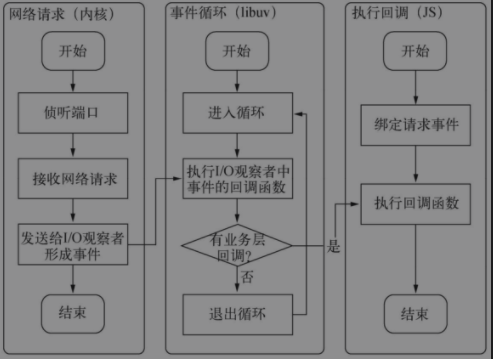 网络请求（内核）
开始
侦听端口
接收网络请求
发送给I/O观察者
形成事件
结束
事件循环（libuv）
开始
进入循环
执行I/O观察者中
事件的回调函数
有业务层
回调？
是
否
退出循环
执行回调（JS）
开始
绑定请求事件
执行回调函数
结束